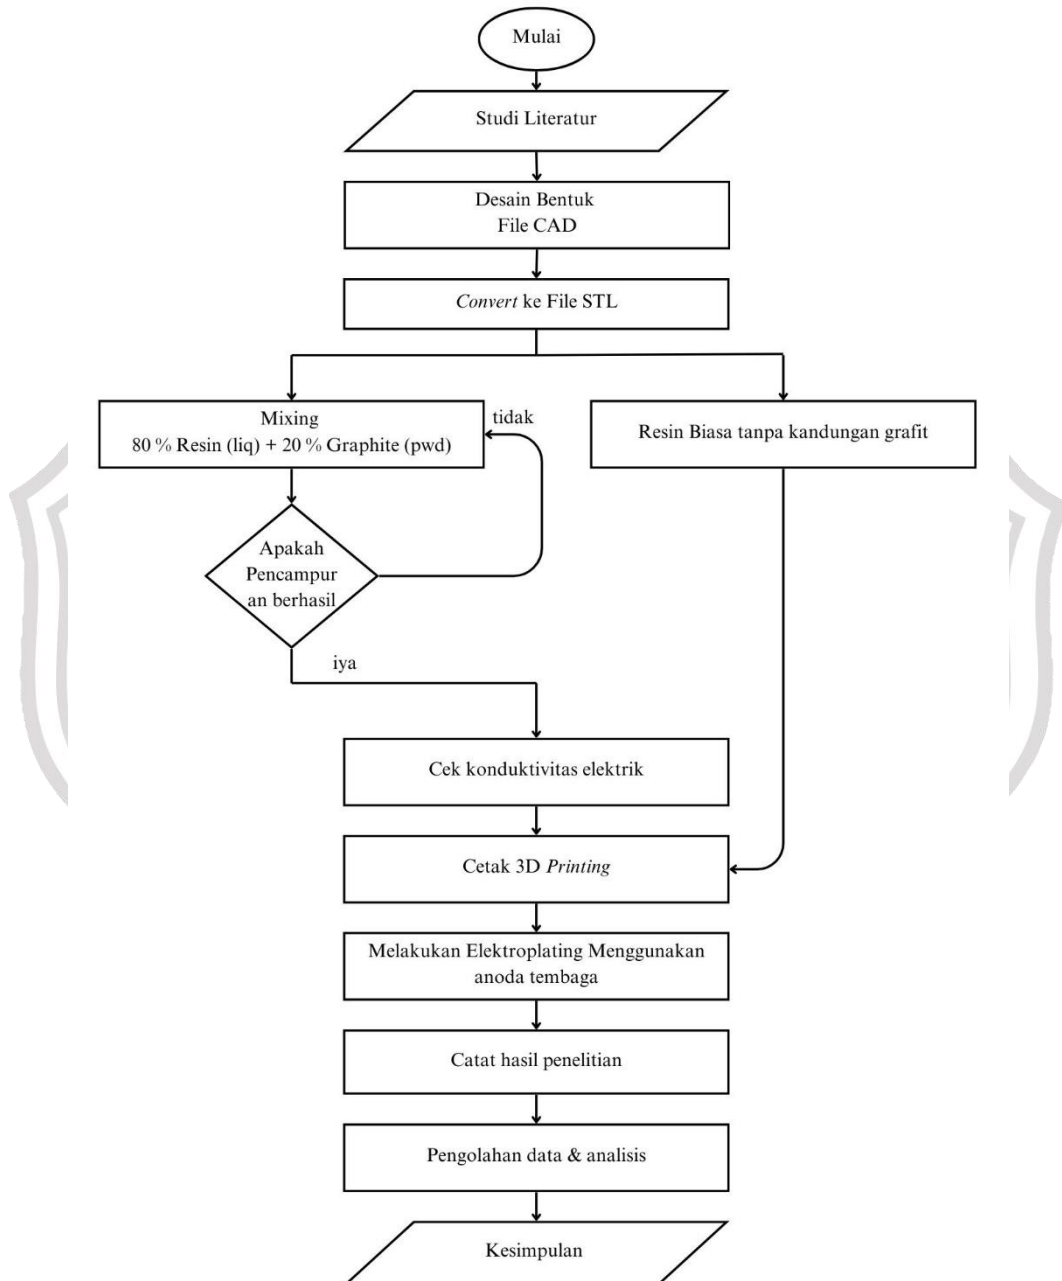 Mulai
Studi Literatur
Desain Bentuk
File CAD
Convert ke File STL
Mixing
80 % Resin (liq) + 20 % Graphite (pwd)
tidak
Resin Biasa tanpa kandungan grafit
Apakah
Pencampur
an berhasil
iya
Cek konduktivitas elektrik
Cetak 3D Printing
Melakukan Elektroplating Menggunakan
anoda tembaga
Catat hasil penelitian
Pengolahan data & analisis
Kesimpulan